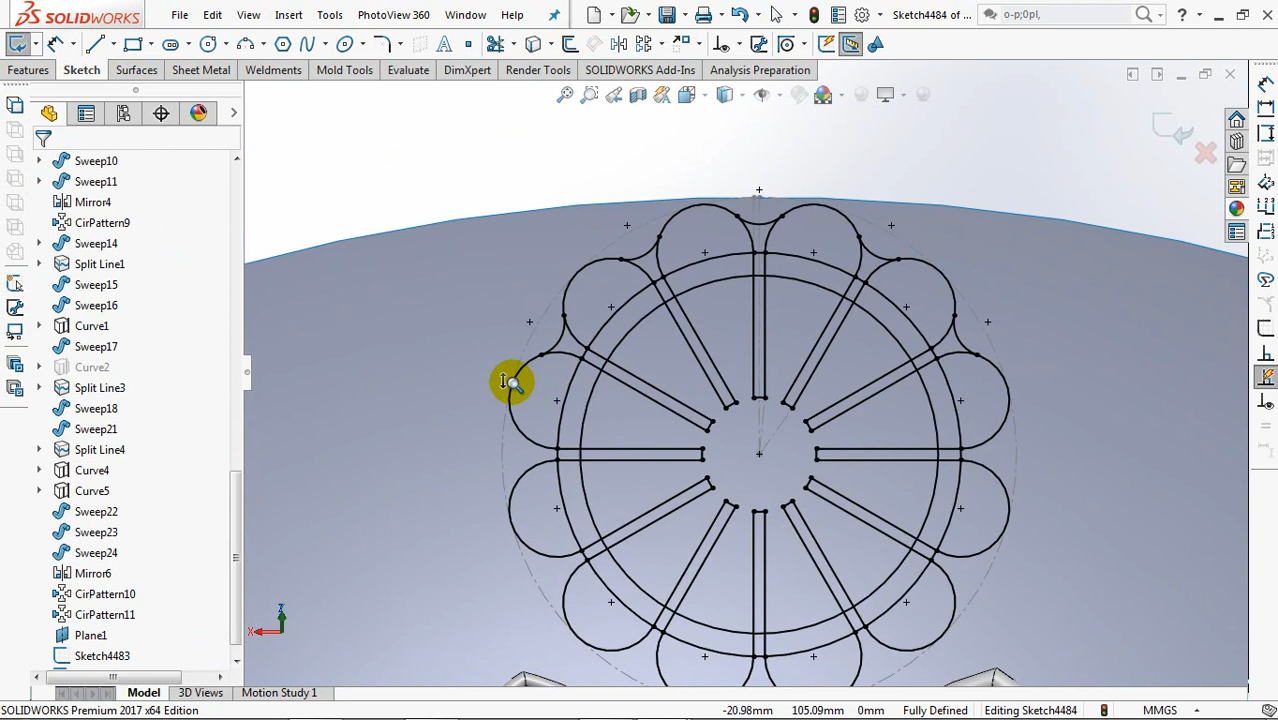 SOLIDWORKS File Edit View Insert Tools PhotoView 360 Window Help Sketch4484 of ... o-p;0pl,
Features Sketch Surfaces Sheet Metal Weldments Mold Tools Evaluate DimXpert Render Tools SOLIDWORKS Add-Ins Analysis Preparation
Sweep10
Sweep11
Mirror4
CirPattern9
Sweep14
Split Line1
Sweep15
Sweep16
Curve1
Sweep17
Curve2
Split Line3
Sweep18
Sweep21
Split Line4
Curve4
Curve5
Sweep22
Sweep23
Sweep24
Mirror6
CirPattern10
CirPattern11
Plane1
Sketch4483
Z
X
Model 3D Views Motion Study 1
SOLIDWORKS Premium 2017 x64 Edition -20.98mm 105.09mm 0mm Fully Defined Editing Sketch4484 MMGS